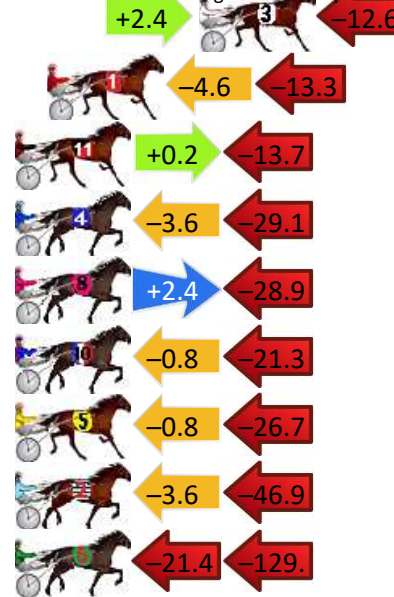 +2.4 3 –12.6
1 –4.6 –13.3
11 +0.2 –13.7
4 –3.6 –29.1
8 +2.4 –28.9
10 –0.8 –21.3
5 –0.8 –26.7
–3.6 –46.9
6 –21.4 –129.